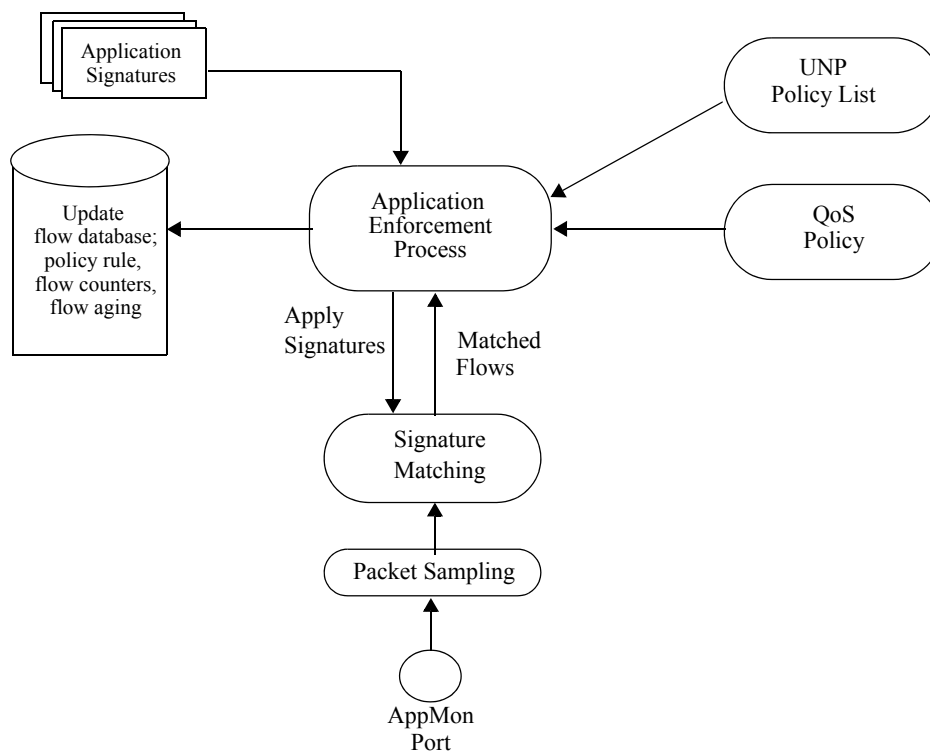 Application
Signatures
UNP
Policy List
Update
flow database;
policy rule,
flow counters,
flow aging
Application
Enforcement
Process
QoS
Policy
Apply
Signatures
Matched
Flows
Signature
Matching
Packet Sampling
AppMon
Port